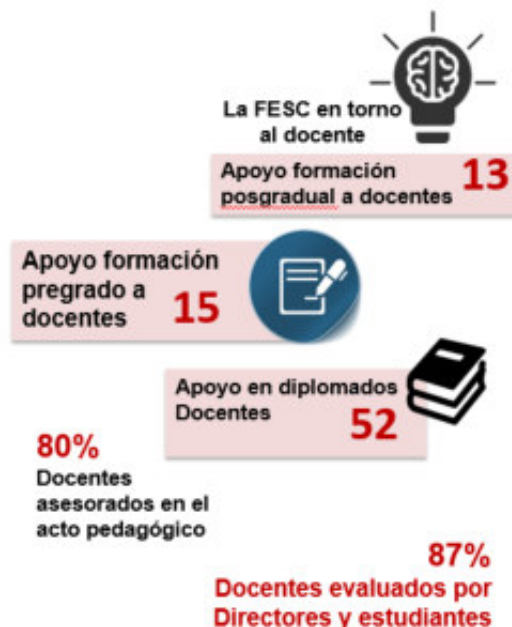 La FESC en torno
al docente
Apoyo formación
posgradual a docentes 13
Apoyo formación
pregrado a
docentes 15
Apoyo en diplomados
Docentes 52
80%
Docentes
asesorados en el
acto pedagógico
87%
Docentes evaluados por
Directores y estudiantes